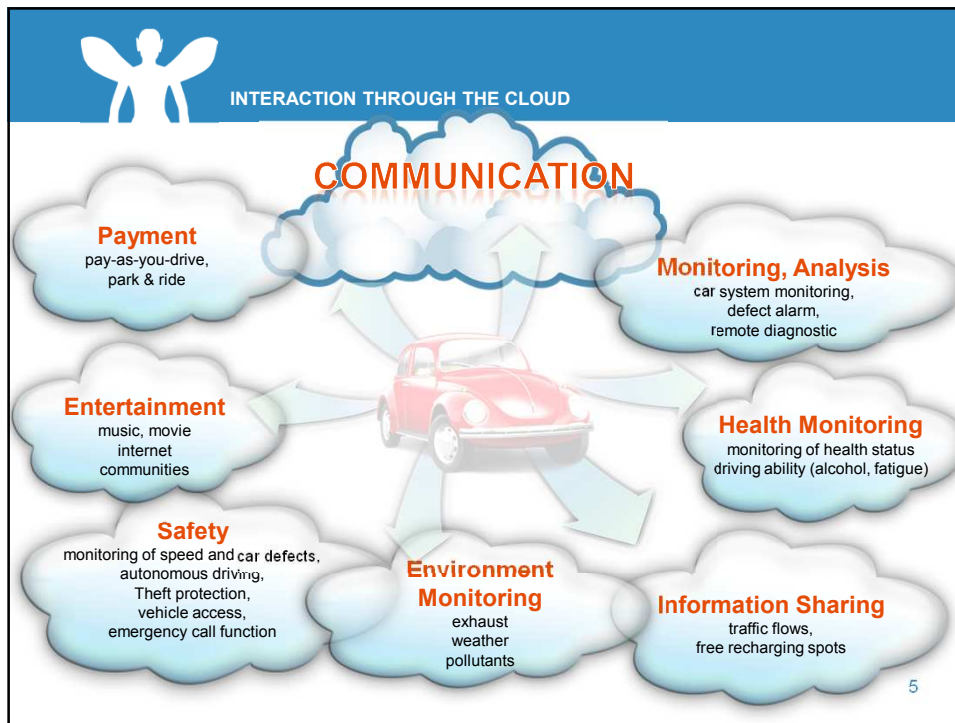 INTERACTION THROUGH THE CLOUD
COMMUNICATION
Payment
pay-as-you-drive,
park & ride
Monitoring, Analysis
car system monitoring,
defect alarm,
remote diagnostic
Entertainment
music, movie
internet
communities
Health Monitoring
monitoring of health status
driving ability (alcohol, fatigue)
Safety
monitoring of speed and car defects,
autonomous driving,
Theft protection,
vehicle access,
emergency call function
Environment
Monitoring
exhaust
weather
pollutants
Information Sharing
traffic flows,
free recharging spots
5